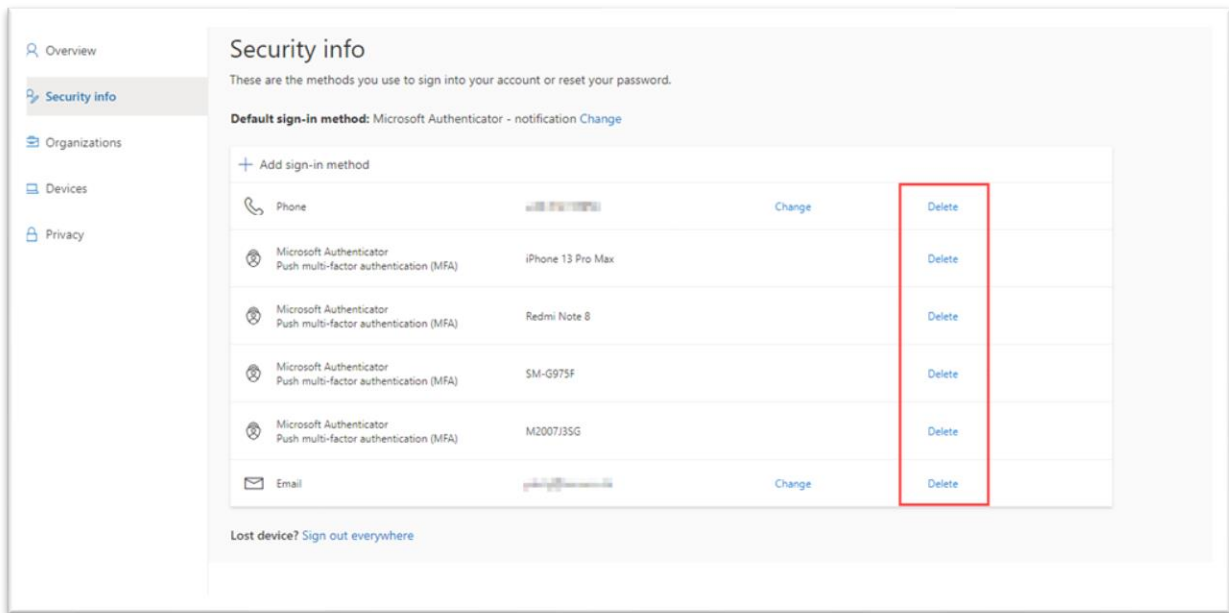 Overview
Security info
Organizations
Devices
Privacy
Security info
These are the methods you use to sign into your account or reset your password.
Default sign-in method: Microsoft Authenticator - notification Change
Add sign-in method
Phone Change Delete
Microsoft Authenticator
Push multi-factor authentication (MFA) iPhone 13 Pro Max Delete
Microsoft Authenticator
Push multi-factor authentication (MFA) Redmi Note 8 Delete
Microsoft Authenticator
Push multi-factor authentication (MFA) SM-G975F Delete
Microsoft Authenticator
Push multi-factor authentication (MFA) M2007J3SG Delete
Email Change Delete
Lost device? Sign out everywhere